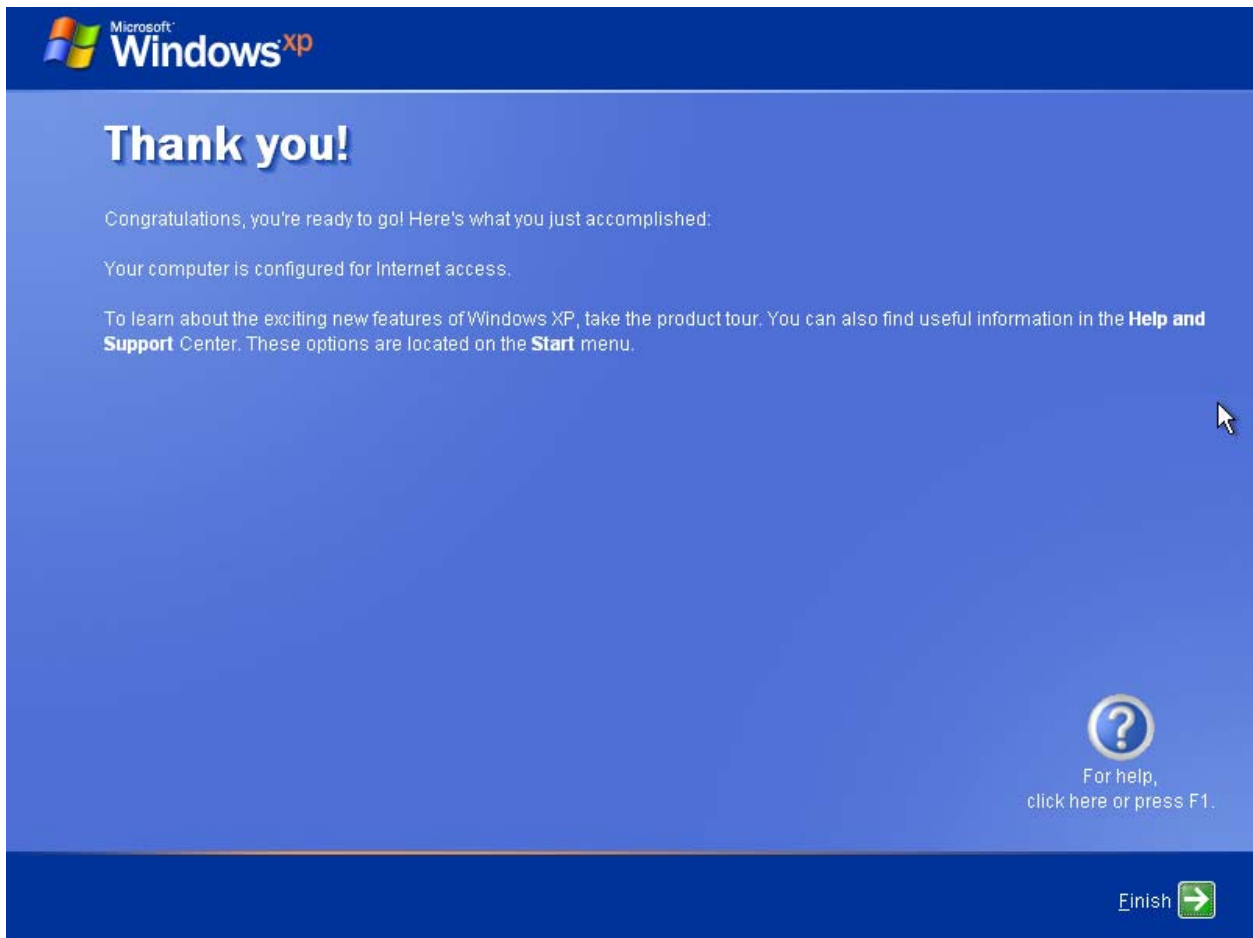 Microsoft
Windows xp
Thank you!
Congratulations, you're ready to go! Here's what you just accomplished:
Your computer is configured for Internet access.
To learn about the exciting new features of Windows XP, take the product tour. You can also find useful information in the Help and
Support Center. These options are located on the Start menu.
?
For help,
click here or press F1.
Finish